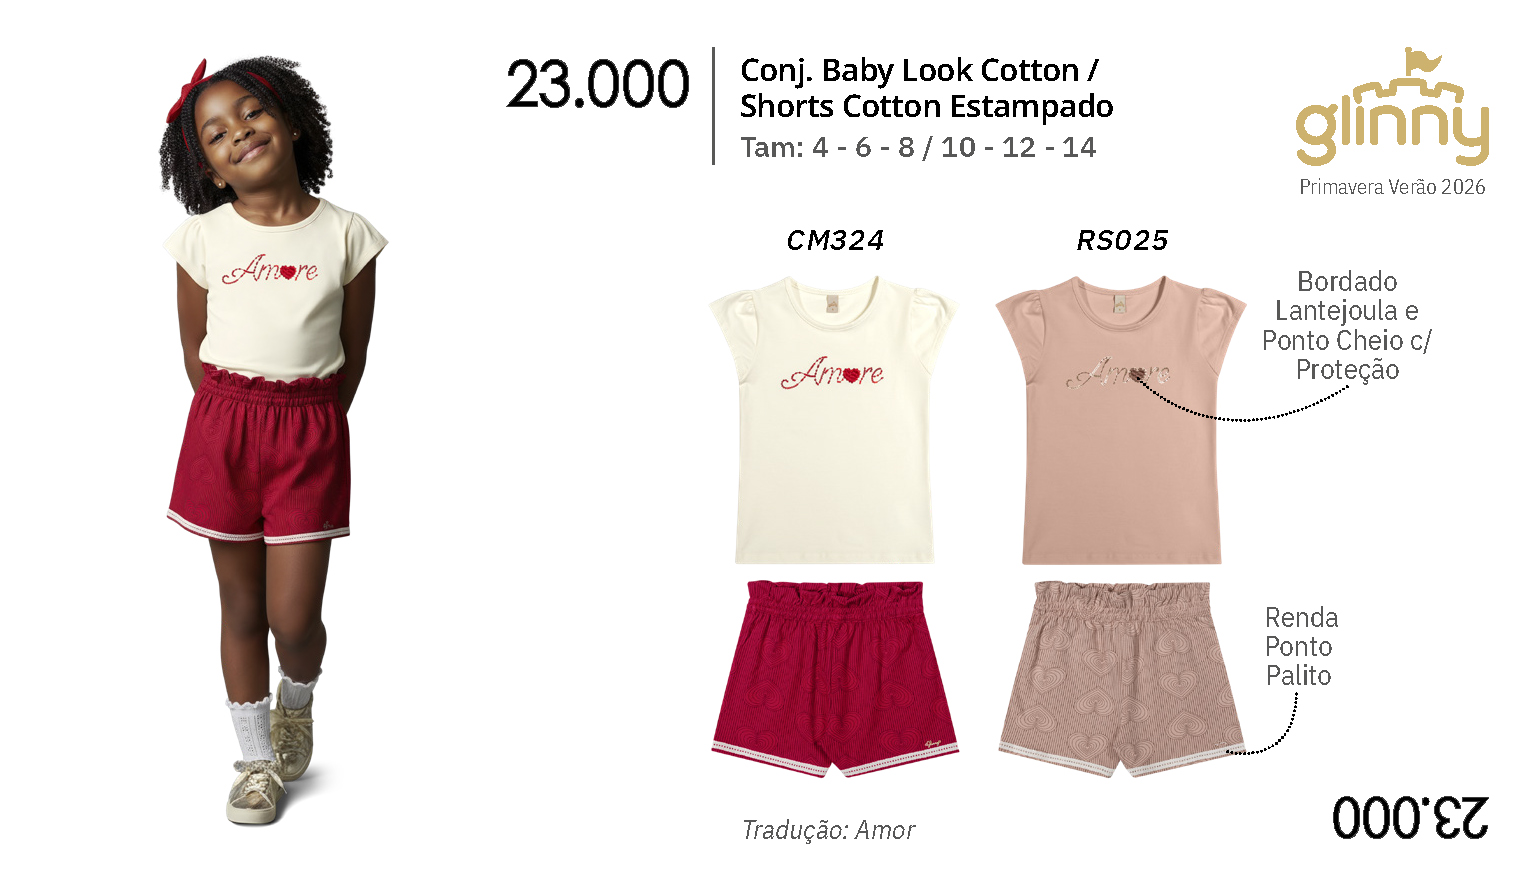 23.000
Conj. Baby Look Cotton /
Shorts Cotton Estampado
Tam: 4 - 6 - 8 / 10 - 12 - 14
glinny
Primavera Verão 2026
CM324
RS025
Amore
Amore
Amore
Bordado
Lantejoula e
Ponto Cheio c/
Proteção
Renda
Ponto
Palito
Tradução: Amor
23.000